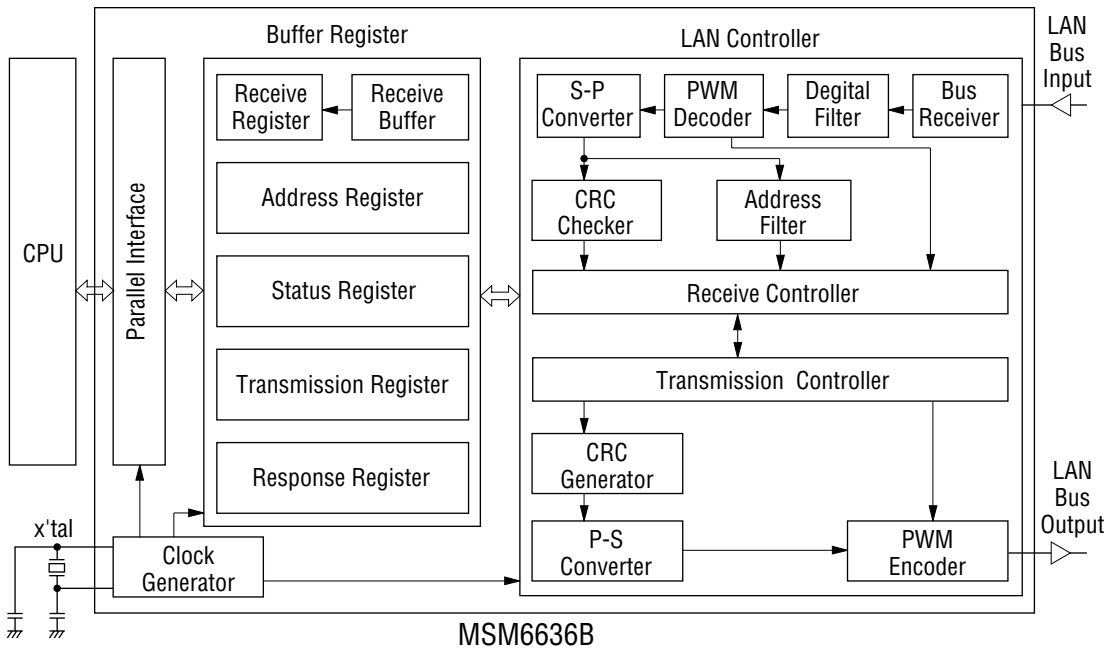 Buffer Register
LAN Controller
LAN
Bus
Input
CPU
Parallel Interface
Receive
Register
Receive
Buffer
Address Register
Status Register
Transmission Register
Response Register
S-P
Converter
PWM
Decoder
Degital
Filter
Bus
Receiver
CRC
Checker
Address
Filter
Receive Controller
Transmission Controller
CRC
Generator
P-S
Converter
PWM
Encoder
LAN
Bus
Output
x'tal
Clock
Generator
MSM6636B